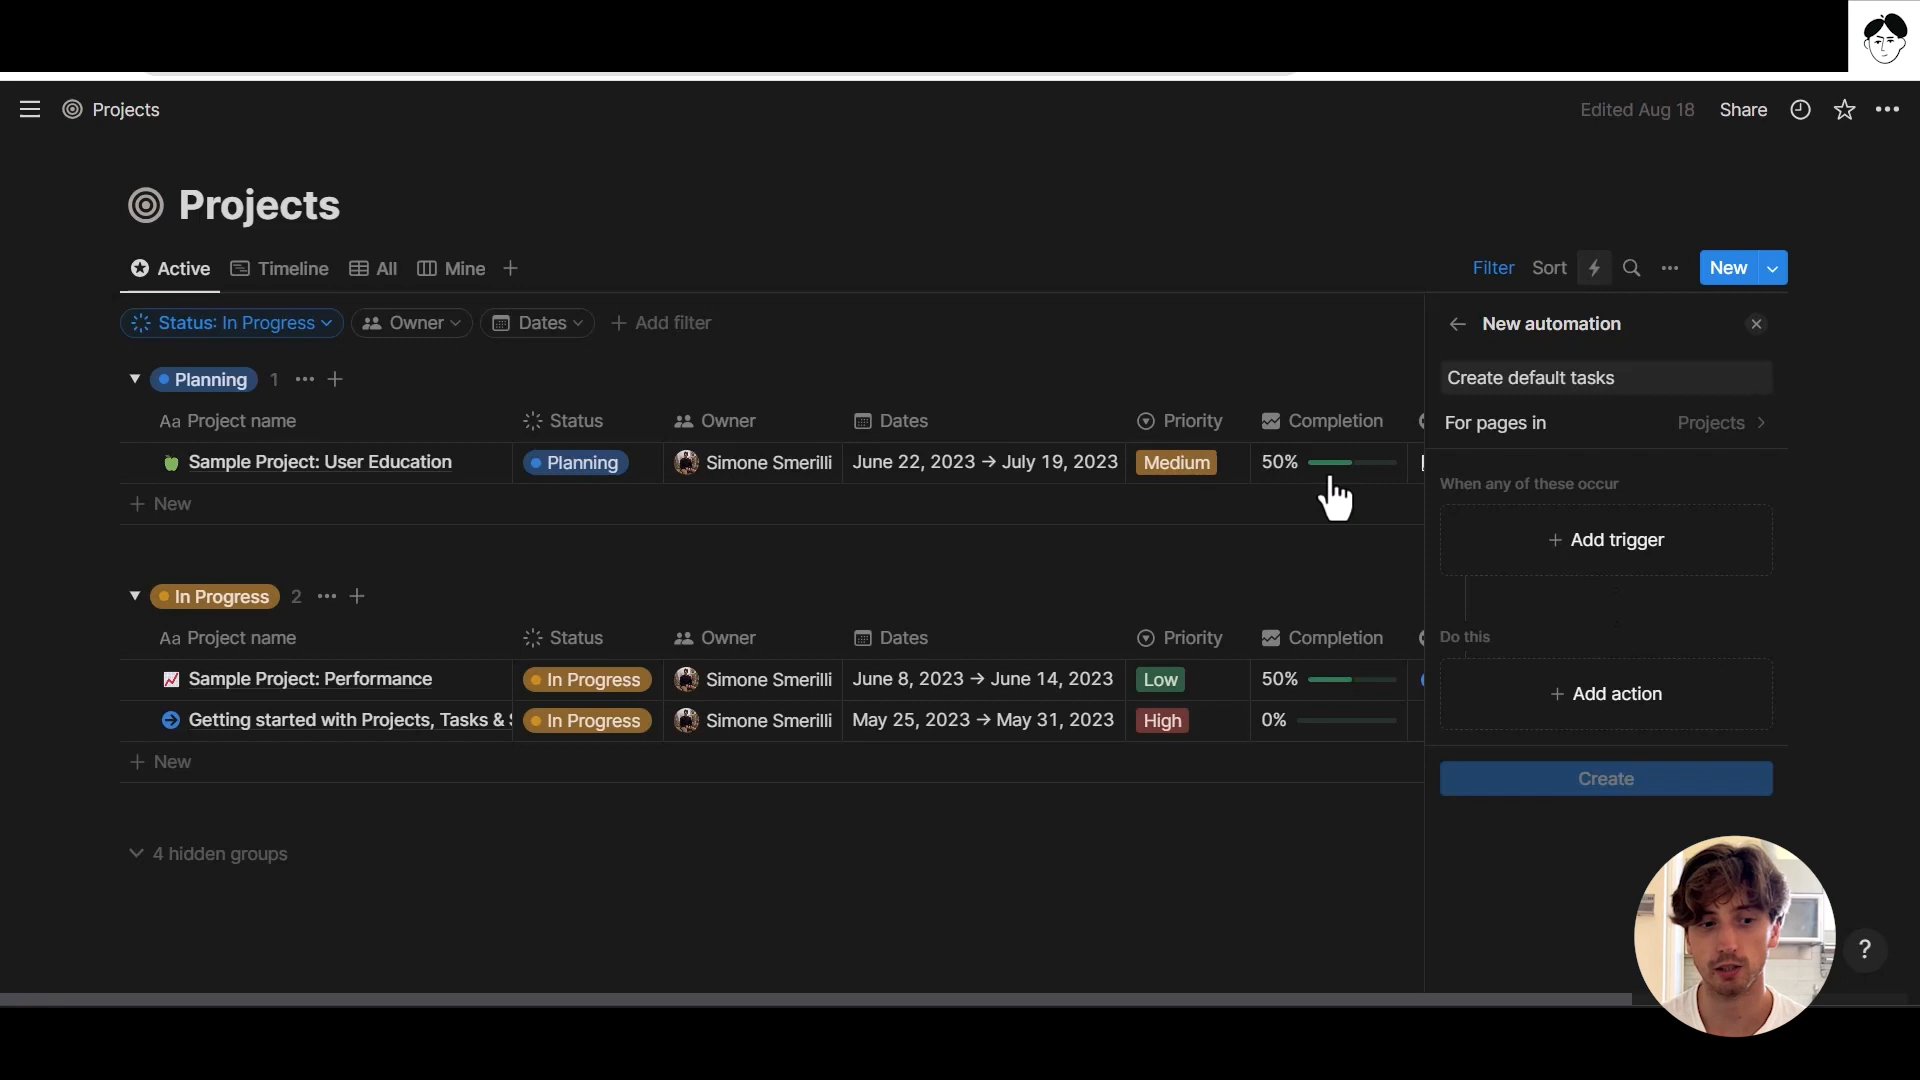 Projects
Edited Aug 18 Share
Projects
Active Timeline All Mine
Filter Sort New
Status: In Progress Owner Dates Add filter
Planning 1
Aa Project name Status Owner Dates Priority Completion
Sample Project: User Education Planning Simone Smerilli June 22, 2023 → July 19, 2023 Medium 50%
+ New
In Progress 2
Aa Project name Status Owner Dates Priority Completion
Sample Project: Performance In Progress Simone Smerilli June 8, 2023 → June 14, 2023 Low 50%
Getting started with Projects, Tasks & In Progress Simone Smerilli May 25, 2023 → May 31, 2023 High 0%
+ New
4 hidden groups
New automation
Create default tasks
For pages in Projects
When any of these occur
+ Add trigger
Do this
+ Add action
Create
?